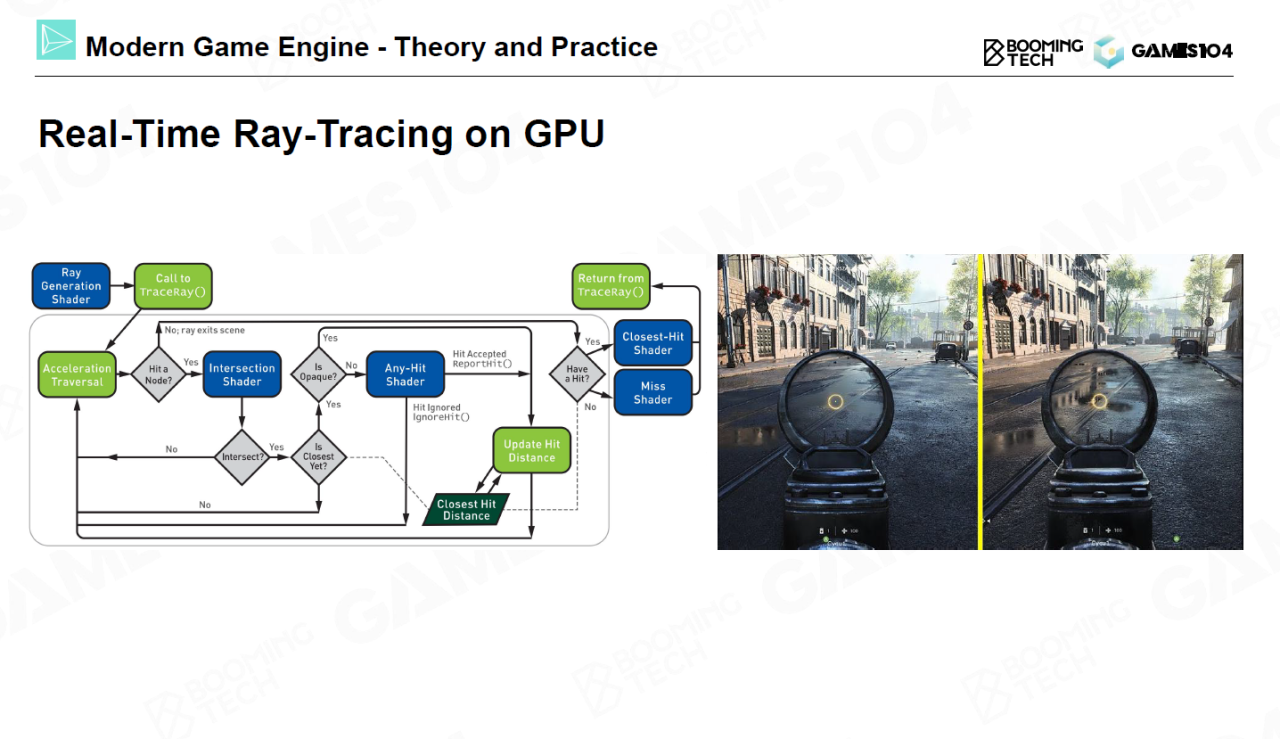 Modern Game Engine - Theory and Practice
BOOMING
TECH
GAMES104
Real-Time Ray-Tracing on GPU
Ray
Generation
Shader
Call to
TraceRay()
Return from
TraceRay()
No; ray exits scene
Acceleration
Traversal
Hit a
Node?
Yes
Intersection
Shader
Yes
Is
Opaque?
No
Any-Hit
Shader
Hit Accepted
ReportHit()
Have
a Hit?
Yes
Closest-Hit
Shader
No
Miss
Shader
Hit Ignored
IgnoreHit()
Yes
No
Intersect?
Yes
Is
Closest
Yet?
Update Hit
Distance
No
Closest Hit
Distance
GAMES104
BOOMING
TECH